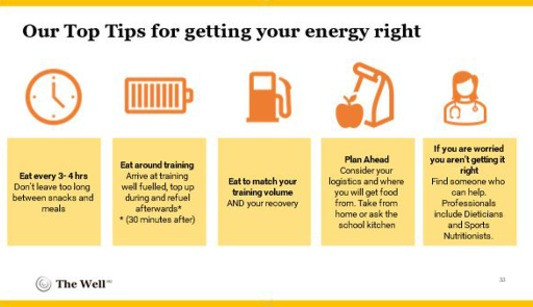 Our Top Tips for getting your energy right
Eat every 3- 4 hrs
Don't leave too long
between snacks and
meals
Eat around training
Arrive at training
well fuelled, top up
during and refuel
afterwards*
* (30 minutes after)
Eat to match your
training volume
AND your recovery
Plan Ahead
Consider your
logistics and where
you will get food
from. Take from
home or ask the
school kitchen
If you are worried
you aren't getting it
right
Find someone who
can help.
Professionals
include Dieticians
and Sports
Nutritionists.
The Well